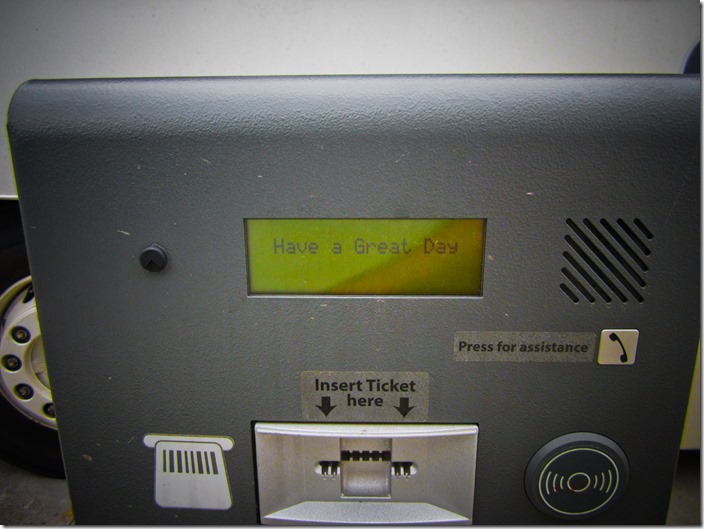 Have a Great Day
Press for assistance
Insert Ticket
here